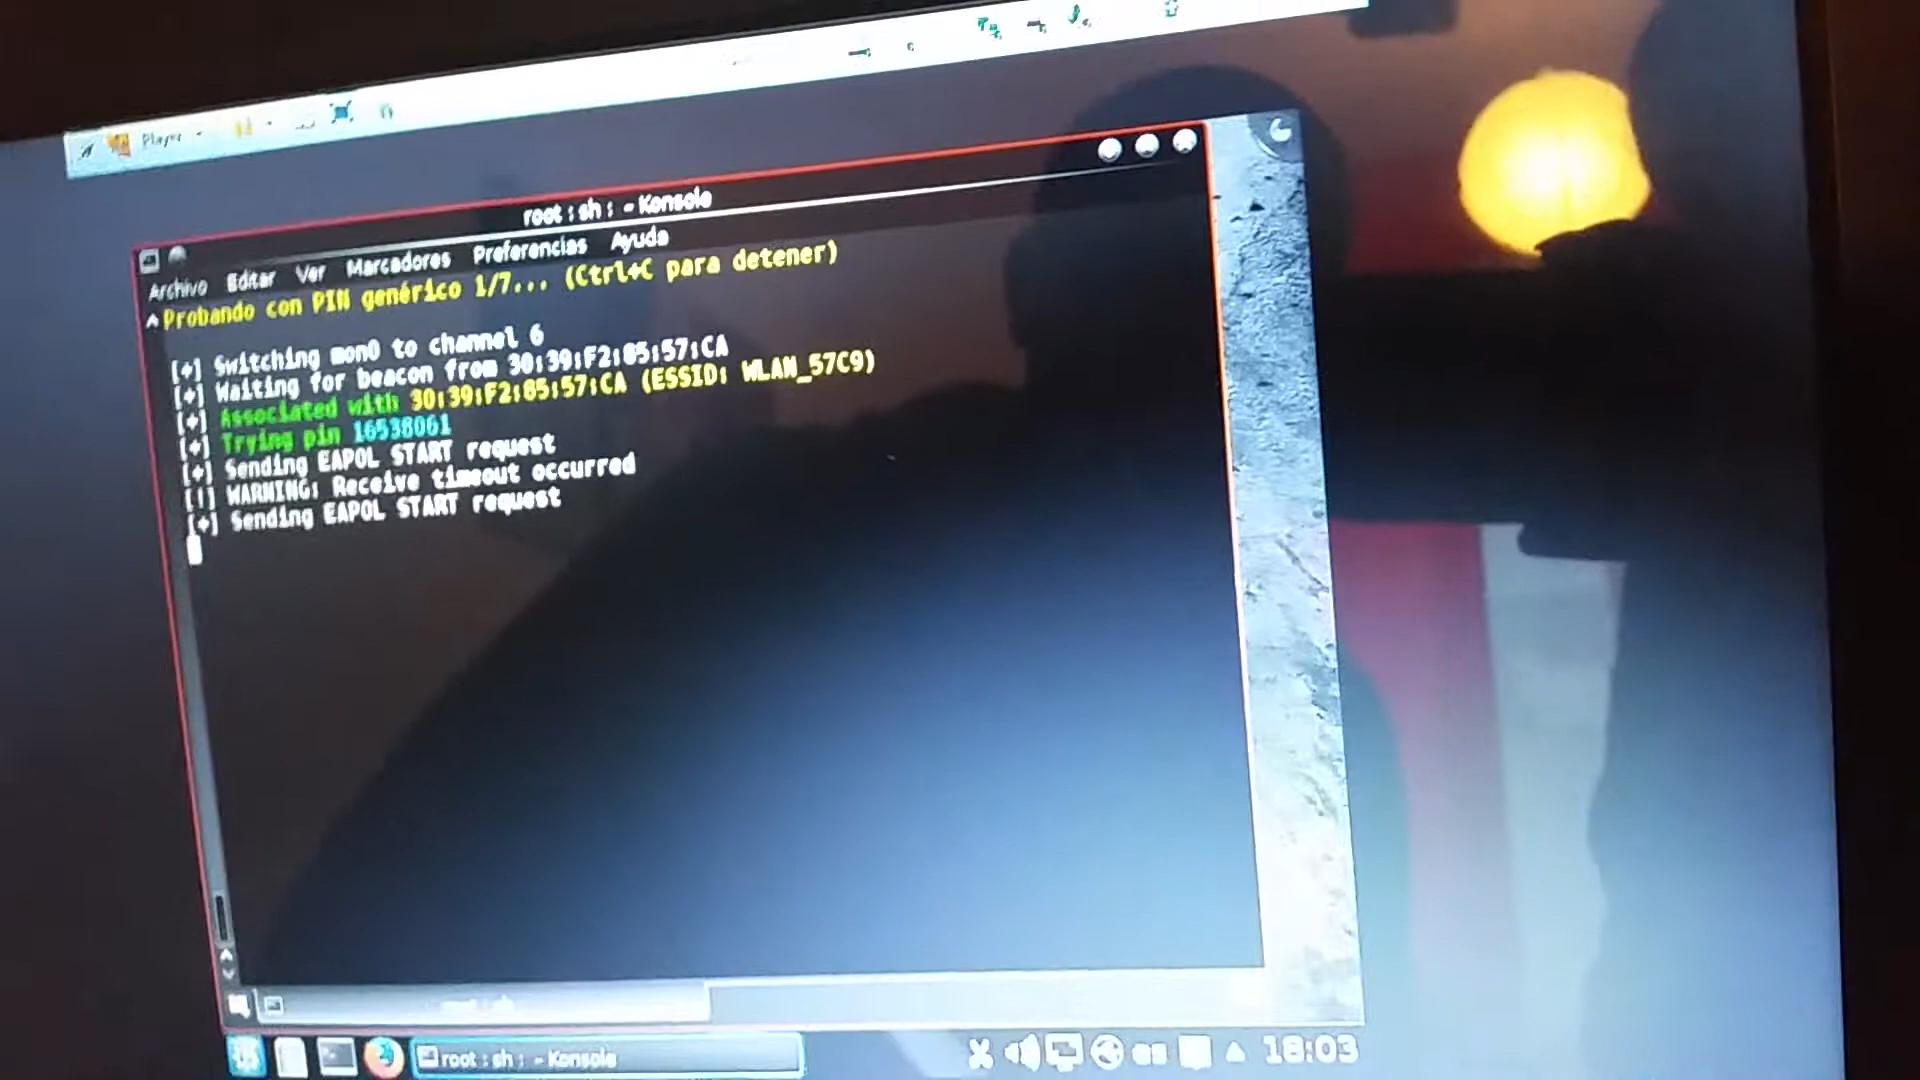 Player
root : sh : - Konsole
Archivo Editar Ver Marcadores Preferencias Ayuda
Probando con PIN genérico 1/7... (Ctrl+C para detener)
[+] Switching mon0 to channel 6
[+] Waiting for beacon from 30:39:F2:85:57:CA
[+] Associated with 30:39:F2:85:57:CA (ESSID: WLAN_57C9)
[+] Trying pin 16538061
[+] Sending EAPOL START request
[!] WARNING: Receive timeout occurred
[+] Sending EAPOL START request
root : sh
root : sh : - Konsole
es
18:03